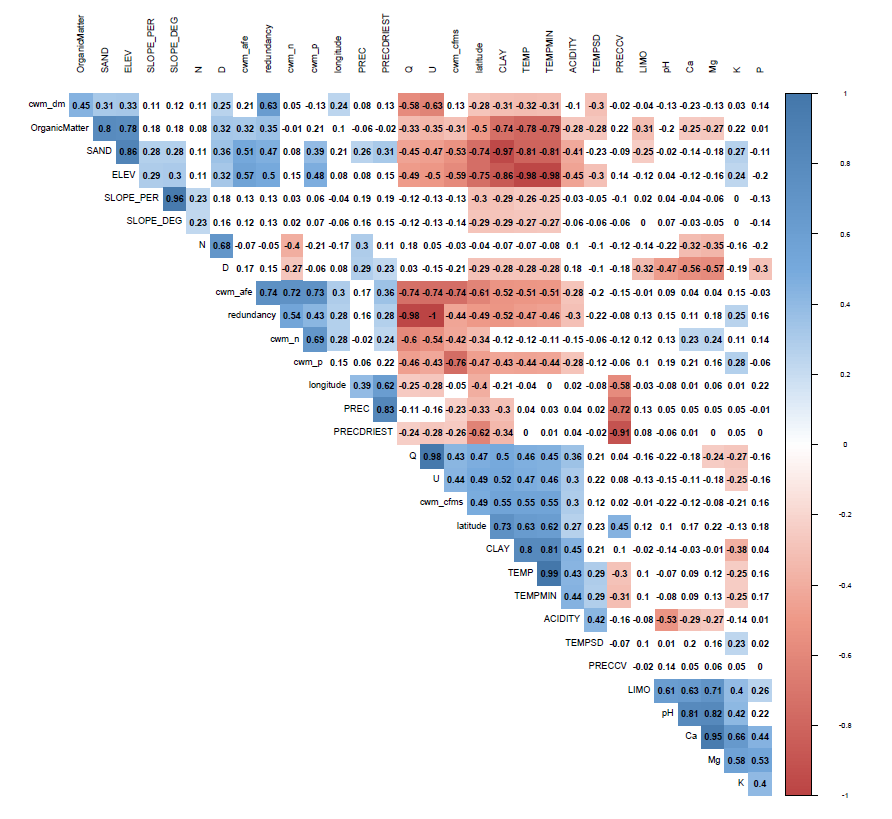 OrganicMatter SAND ELEV SLOPE_PER SLOPE_DEG N D cwm_afe redundancy cwm_n cwm_p longitude PREC PRECDRIEST Q U cwm_cfms latitude CLAY TEMP TEMPMIN ACIDITY TEMPSD PRECCV LIMO pH Ca Mg K P
cwm_dm 0.45 0.31 0.33 0.11 0.12 0.11 0.25 0.21 0.63 0.05 -0.13 0.24 0.08 0.13 -0.58 -0.63 0.13 -0.28 -0.31 -0.32 -0.31 -0.1 -0.3 -0.02 -0.04 -0.13 -0.23 -0.13 0.03 0.14
OrganicMatter 0.8 0.78 0.18 0.18 0.08 0.32 0.32 0.35 -0.01 0.21 0.1 -0.06 -0.02 -0.33 -0.35 -0.31 -0.5 -0.74 -0.78 -0.79 -0.28 -0.28 0.22 -0.31 -0.2 -0.25 -0.27 0.22 0.01
SAND 0.86 0.28 0.28 0.11 0.36 0.51 0.47 0.08 0.39 0.21 0.26 0.31 -0.45 -0.47 -0.53 -0.74 -0.97 -0.81 -0.81 -0.41 -0.23 -0.09 -0.25 -0.02 -0.14 -0.18 0.27 -0.11
ELEV 0.29 0.3 0.11 0.32 0.57 0.5 0.15 0.48 0.08 0.08 0.15 -0.49 -0.5 -0.59 -0.75 -0.86 -0.98 -0.98 -0.45 -0.3 0.14 -0.12 0.04 -0.12 -0.16 0.24 -0.2
SLOPE_PER 0.96 0.23 0.18 0.13 0.13 0.03 0.06 -0.04 0.19 0.19 -0.12 -0.13 -0.13 -0.3 -0.29 -0.26 -0.25 -0.03 -0.05 -0.1 0.02 0.04 -0.04 -0.06 0 -0.13
SLOPE_DEG 0.23 0.16 0.12 0.13 0.02 0.07 -0.06 0.16 0.15 -0.12 -0.13 -0.14 -0.29 -0.29 -0.27 -0.27 -0.06 -0.05 -0.06 0 0.07 -0.03 -0.05 0 -0.14
N 0.68 -0.07 -0.05 -0.4 -0.21 -0.17 0.3 0.11 0.18 0.05 -0.03 -0.04 -0.07 -0.07 -0.08 0.1 -0.1 -0.12 -0.14 -0.22 -0.32 -0.35 -0.16 -0.2
D 0.17 0.15 -0.27 -0.06 0.08 0.29 0.23 0.03 -0.15 -0.21 -0.29 -0.28 -0.28 -0.28 0.18 -0.1 -0.18 -0.32 -0.47 -0.56 -0.57 -0.19 -0.3
cwm_afe 0.74 0.72 0.73 0.3 0.17 0.36 -0.74 -0.74 -0.74 -0.61 -0.52 -0.51 -0.51 -0.28 -0.2 -0.15 -0.01 0.09 0.04 0.04 0.15 -0.03
redundancy 0.54 0.43 0.28 0.16 0.28 -0.98 -1 -0.44 -0.49 -0.52 -0.47 -0.46 -0.3 -0.22 -0.08 0.13 0.15 0.11 0.18 0.25 0.16
cwm_n 0.69 0.28 -0.02 0.24 -0.6 -0.54 -0.42 -0.34 -0.12 -0.12 -0.11 -0.15 -0.06 -0.12 0.12 0.13 0.23 0.24 0.11 0.14
cwm_p 0.15 0.06 0.22 -0.46 -0.43 -0.76 -0.47 -0.43 -0.44 -0.44 -0.28 -0.12 -0.06 0.1 0.19 0.21 0.16 0.28 -0.06
longitude 0.39 0.62 -0.25 -0.28 -0.05 -0.4 -0.21 -0.04 0 0.02 -0.08 -0.58 -0.03 -0.08 0.01 0.06 0.01 0.22
PREC 0.83 -0.11 -0.16 -0.23 -0.33 -0.3 0.04 0.03 0.04 0.02 -0.72 0.13 0.05 0.05 0.05 0.05 -0.01
PRECDRIEST -0.24 -0.28 -0.26 -0.62 -0.34 0 0.01 0.04 -0.02 -0.91 0.08 -0.06 0.01 0 0.05 0
Q 0.98 0.43 0.47 0.5 0.46 0.45 0.36 0.21 0.04 -0.16 -0.22 -0.18 -0.24 -0.27 -0.16
U 0.44 0.49 0.52 0.47 0.46 0.3 0.22 0.08 -0.13 -0.15 -0.11 -0.18 -0.25 -0.16
cwm_cfms 0.49 0.55 0.55 0.55 0.3 0.12 0.02 -0.01 -0.22 -0.12 -0.08 -0.21 0.16
latitude 0.73 0.63 0.62 0.27 0.23 0.45 0.12 0.1 0.17 0.22 -0.13 0.18
CLAY 0.8 0.81 0.45 0.21 0.1 -0.02 -0.14 -0.03 -0.01 -0.38 0.04
TEMP 0.99 0.43 0.29 -0.3 0.1 -0.07 0.09 0.12 -0.25 0.16
TEMPMIN 0.44 0.29 -0.31 0.1 -0.08 0.09 0.13 -0.25 0.17
ACIDITY 0.42 -0.16 -0.08 -0.53 -0.29 -0.27 -0.14 0.01
TEMPSD -0.07 0.1 0.01 0.2 0.16 0.23 0.02
PRECCV -0.02 0.14 0.05 0.06 0.05 0
LIMO 0.61 0.63 0.71 0.4 0.26
pH 0.81 0.82 0.42 0.22
Ca 0.95 0.66 0.44
Mg 0.58 0.53
K 0.4
1
0.8
0.6
0.4
0.2
0
-0.2
-0.4
-0.6
-0.8
-1